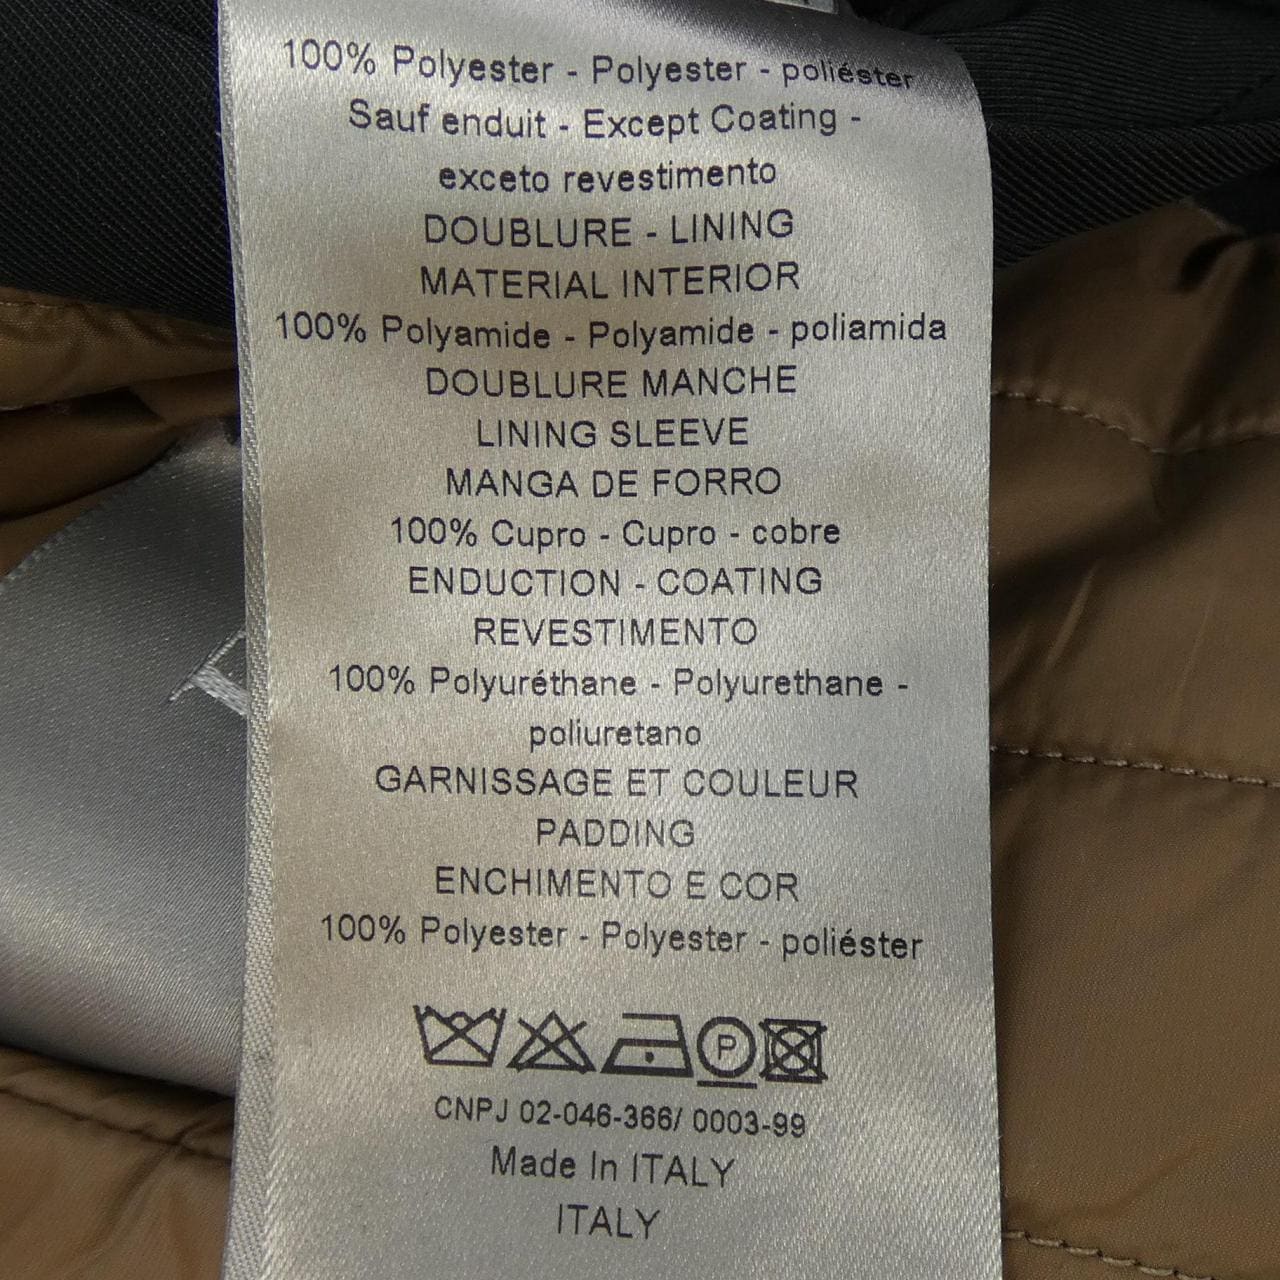 100% Polyester - Polyester - poliéster
Sauf enduit - Except Coating -
exceto revestimento
DOUBLURE - LINING
MATERIAL INTERIOR
100% Polyamide - Polyamide - poliamida
DOUBLURE MANCHE
LINING SLEEVE
MANGA DE FORRO
100% Cupro - Cupro - cobre
ENDUCTION - COATING
REVESTIMENTO
100% Polyuréthane - Polyurethane -
poliuretano
GARNISSAGE ET COULEUR
PADDING
ENCHIMENTO E COR
100% Polyester - Polyester - poliéster
P
CNPJ 02-046-366/ 0003-99
Made In ITALY
ITALY